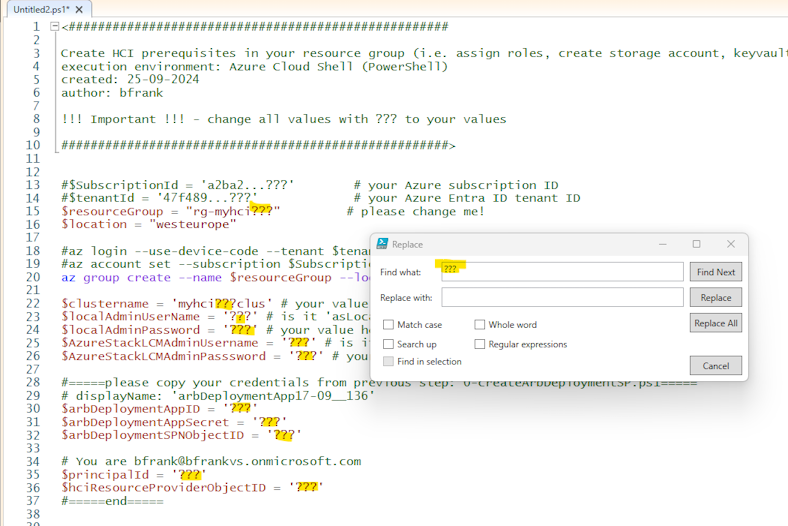 Untitled2.ps1* X
1 <####################################################
2
3 Create HCI prerequisites in your resource group (i.e. assign roles, create storage account, keyvault
4 execution environment: Azure Cloud Shell (PowerShell)
5 created: 25-09-2024
6 author: bfrank
7
8 !!! Important !!! - change all values with ??? to your values
9
10 #####################################################>
11
12
13 #$SubscriptionId = 'a2ba2...???' # your Azure subscription ID
14 #$tenantId = '47f489...???' # your Azure Entra ID tenant ID
15 $resourceGroup = "rg-myhci???" # please change me!
16 $location = "westeurope"
17
18 #az login --use-device-code --tenant $tenan
19 #az account set --subscription $Subscriptio
20 az group create --name $resourceGroup --lo
21
22 $clustername = 'myhci???clus' # your value
23 $localAdminUserName = '???' # is it 'asLoc
24 $localAdminPassword = '???' # your value h
25 $AzureStackLCMAdminUsername = '???' # is i
26 $AzureStackLCMAdminPasssword = '???' # you
27
28 #=====please copy your credentials from previous step: 0-createArbDeploymentSP.ps1=====
29 # displayName: 'arbDeploymentApp17-09__136'
30 $arbDeploymentAppID = '???'
31 $arbDeploymentAppSecret = '???'
32 $arbDeploymentSPNObjectID = '???'
33
34 # You are bfrank@bfrankvs.onmicrosoft.com
35 $principalId = '???'
36 $hciResourceProviderObjectID = '???'
37 #=====end=====
38
Replace
Find what: ??? Find Next
Replace with: Replace
Match case Whole word Replace All
Search up Regular expressions
Find in selection Cancel